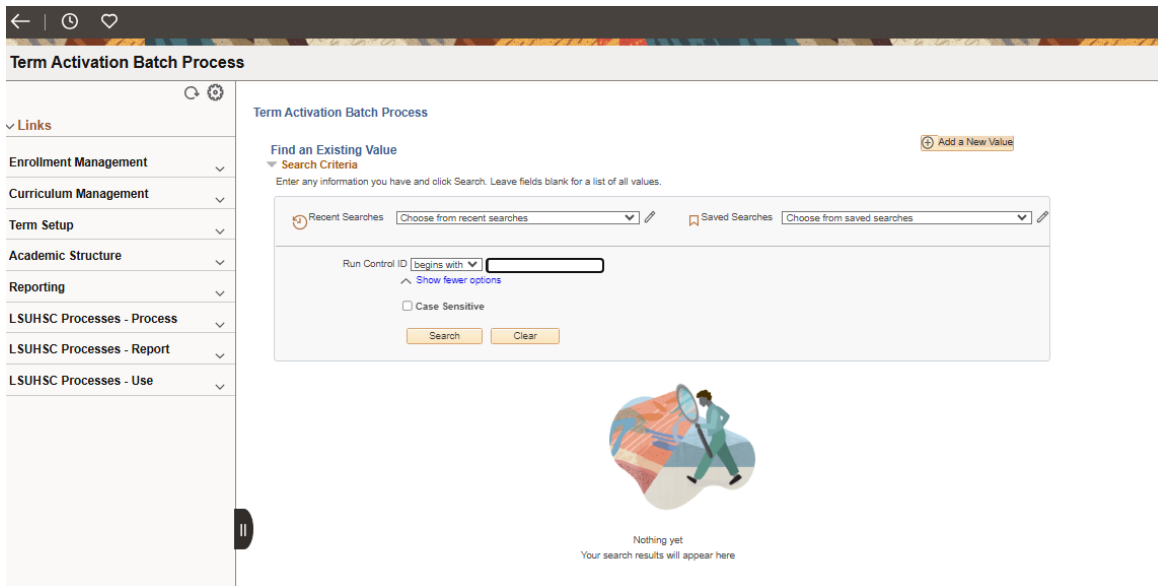 Term Activation Batch Process
Links
Enrollment Management
Curriculum Management
Term Setup
Academic Structure
Reporting
LSUHSC Processes - Process
LSUHSC Processes - Report
LSUHSC Processes - Use
Term Activation Batch Process
Add a New Value
Find an Existing Value
Search Criteria
Enter any information you have and click Search. Leave fields blank for a list of all values.
Recent Searches Choose from recent searches Saved Searches Choose from saved searches
Run Control ID begins with
Show fewer options
Case Sensitive
Search Clear
Nothing yet
Your search results will appear here